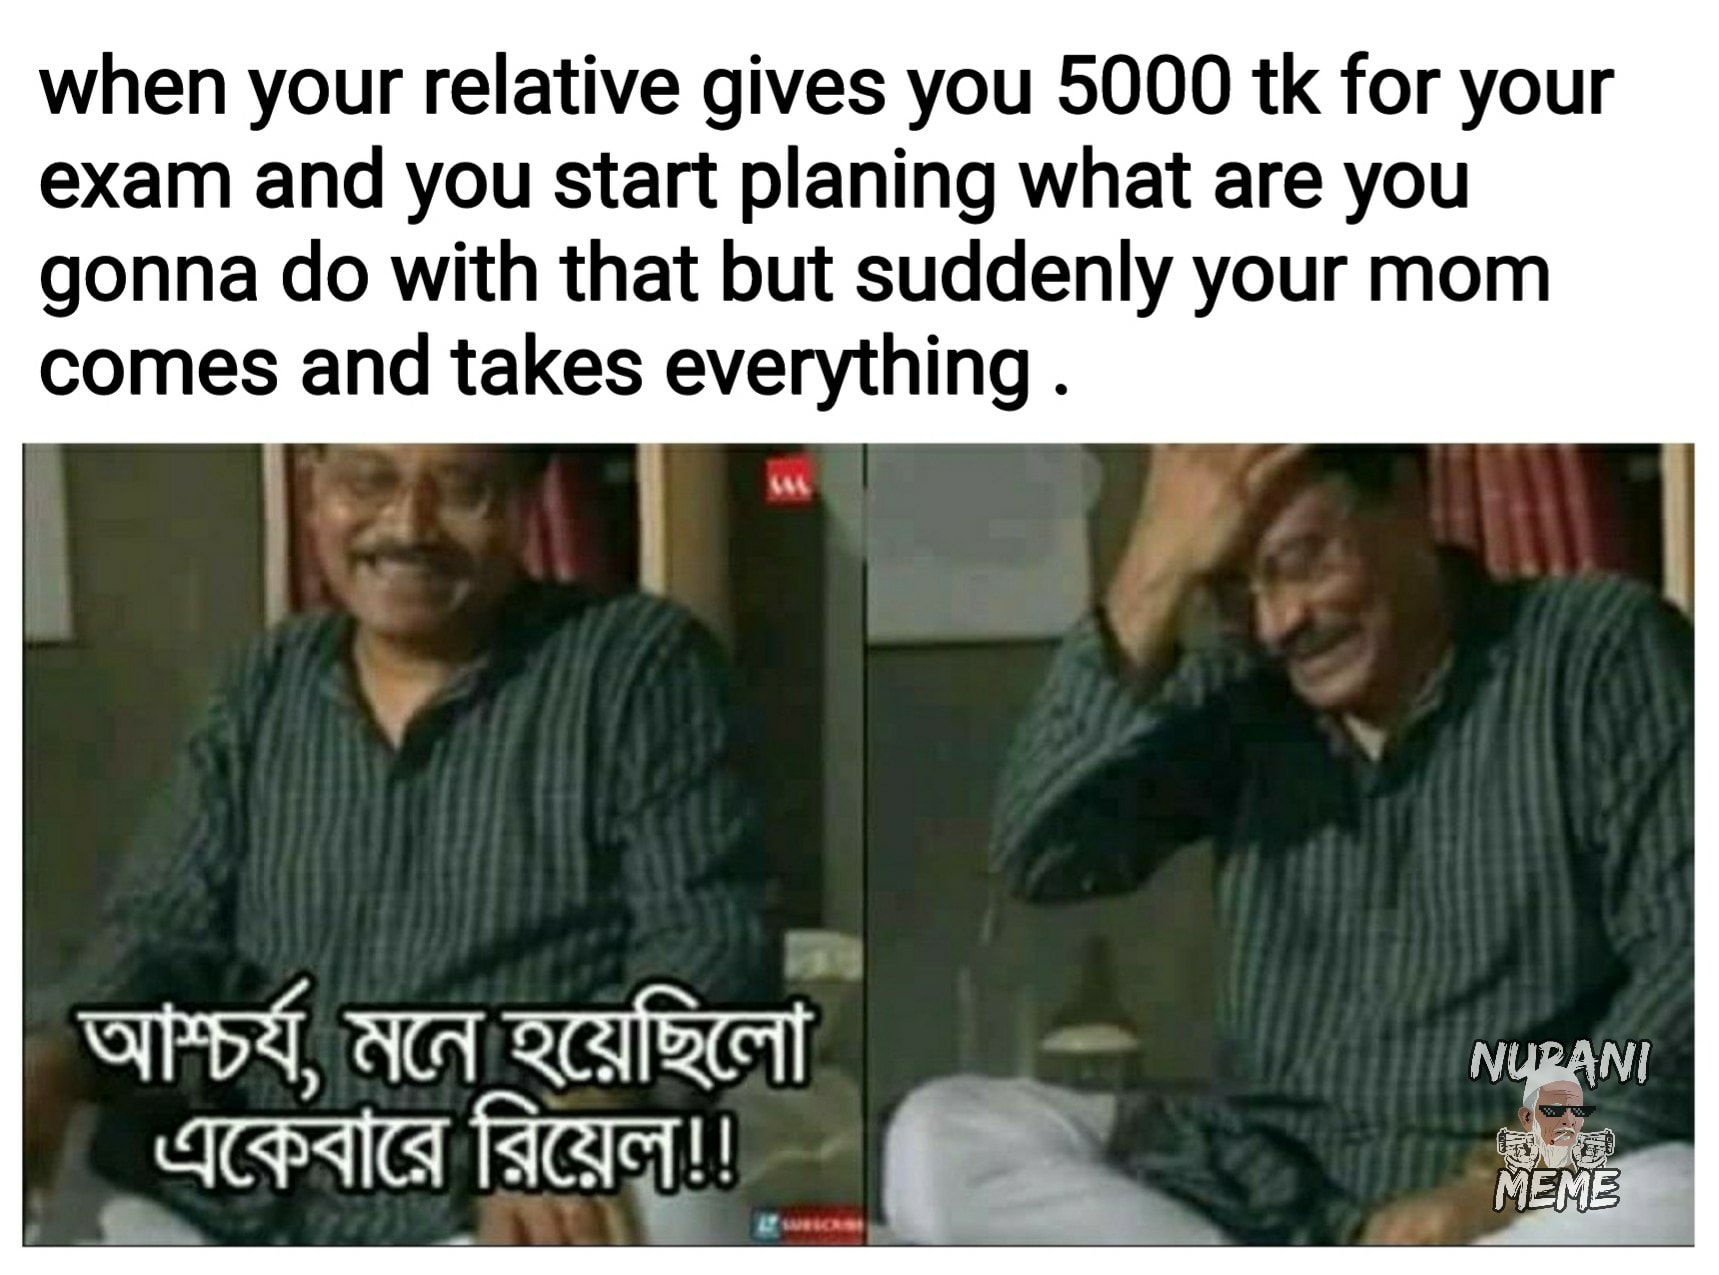 when your relative gives you 5000 tk for your
exam and you start planing what are you
gonna do with that but suddenly your mom
comes and takes everything .
আশ্চর্য, মনে হয়েছিলো
একেবারে রিয়েল!!
SUBSCRIBE
NURANI
MEME